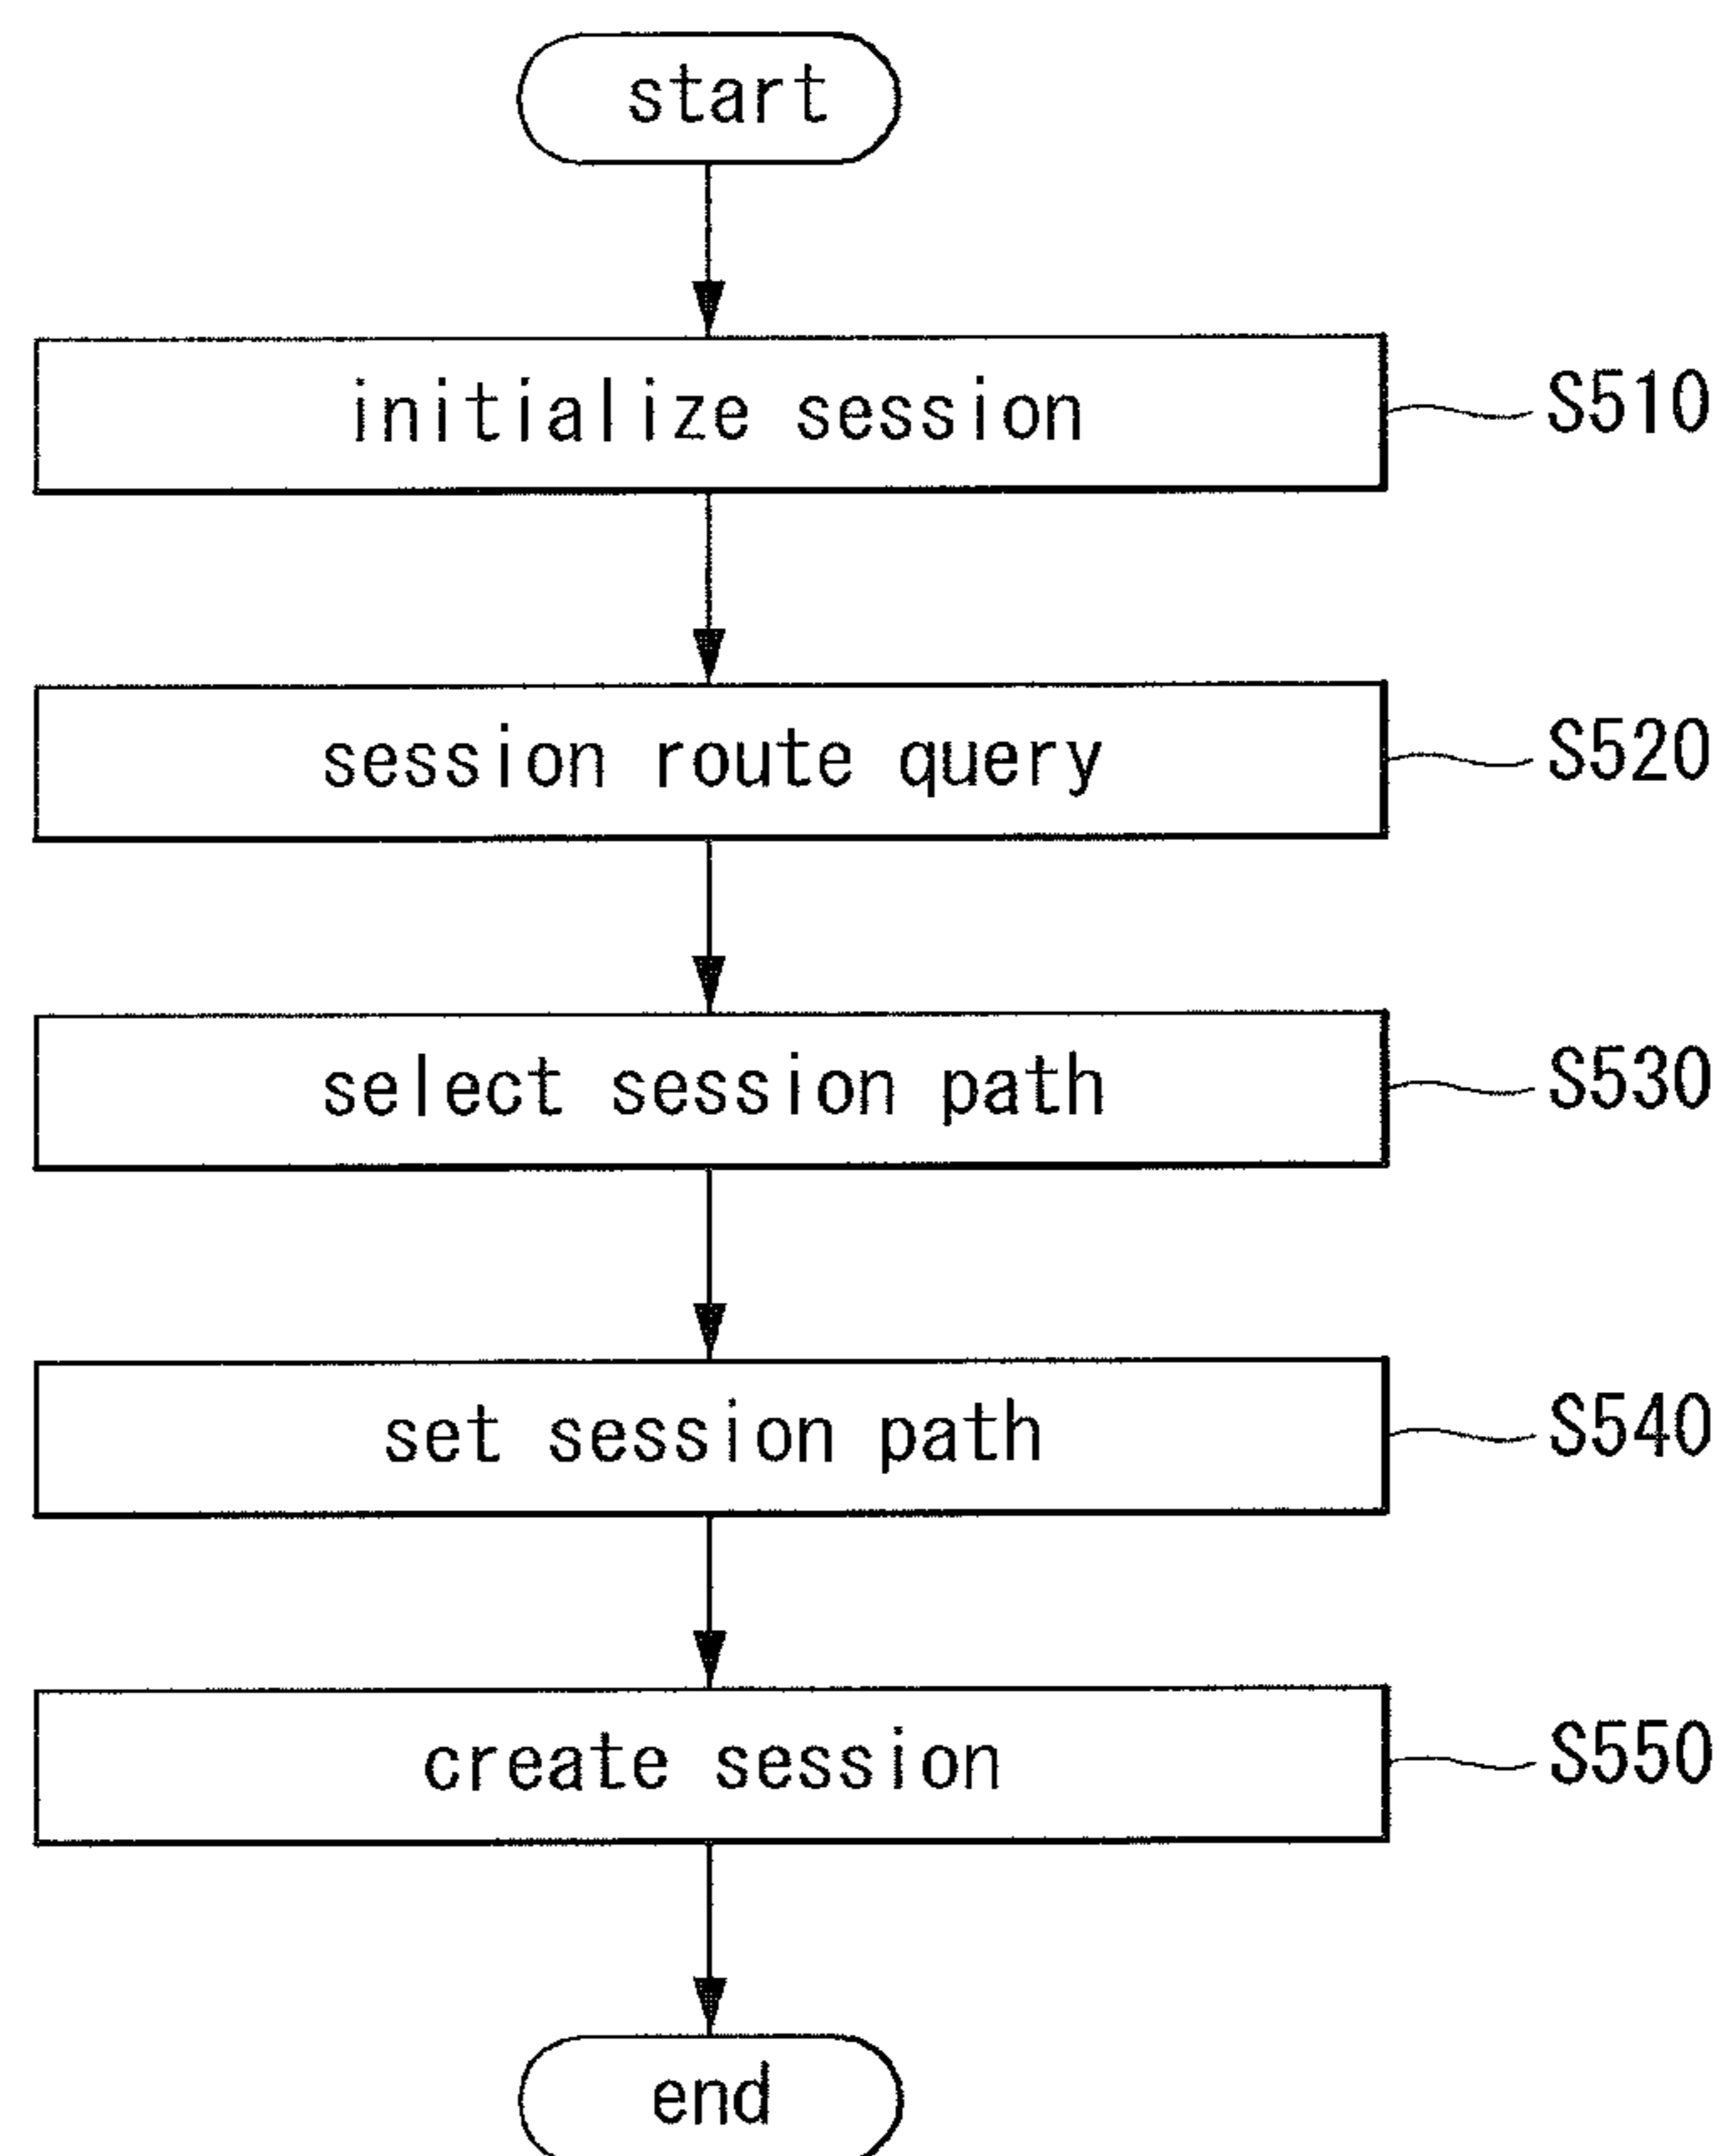 start
initialize session
S510
session route query
S520
select session path
S530
set session path
S540
create session
S550
end